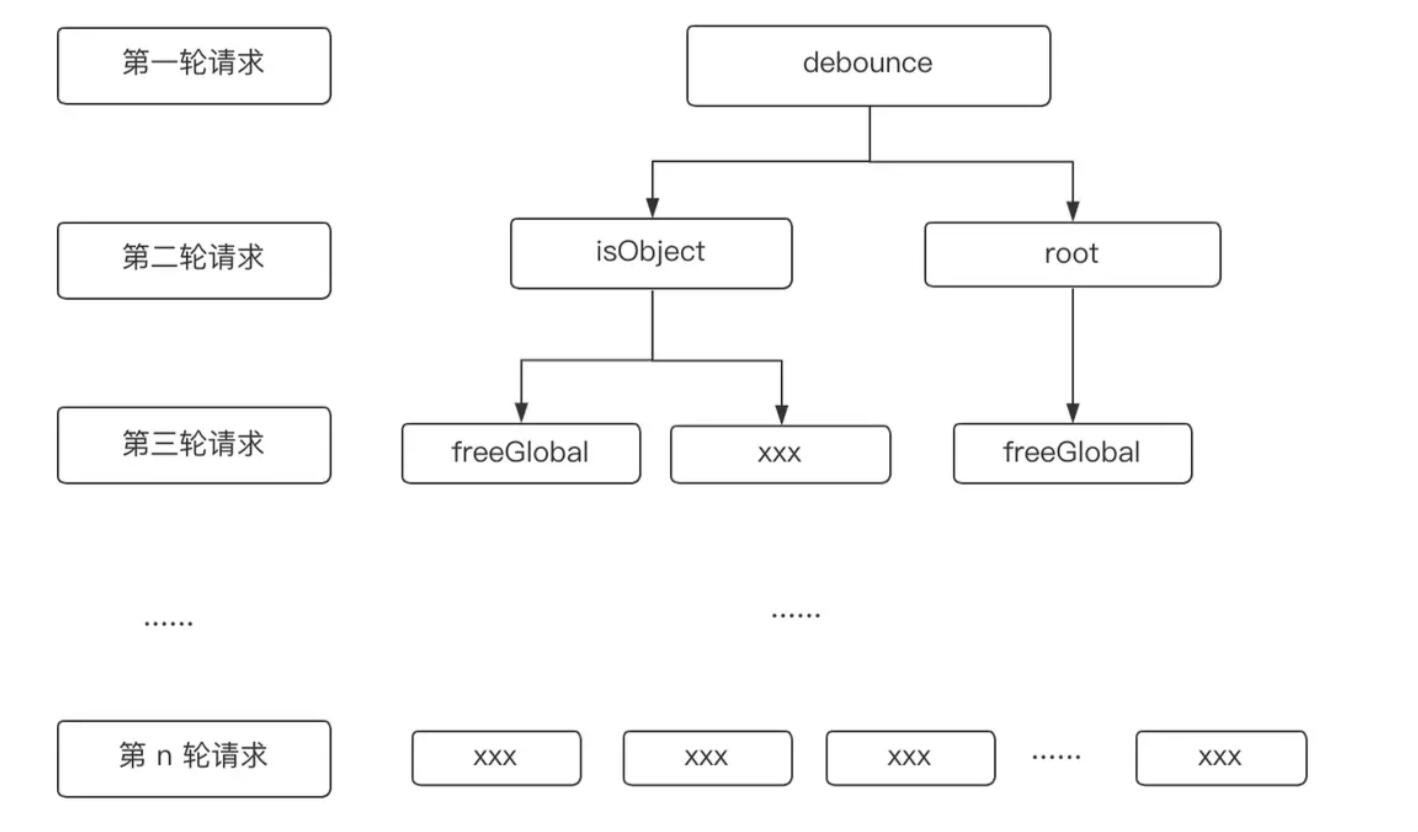 第一轮请求
debounce
第二轮请求
isObject
root
第三轮请求
freeGlobal
xxx
freeGlobal
······
······
第 n 轮请求
xxx
xxx
xxx
······
xxx